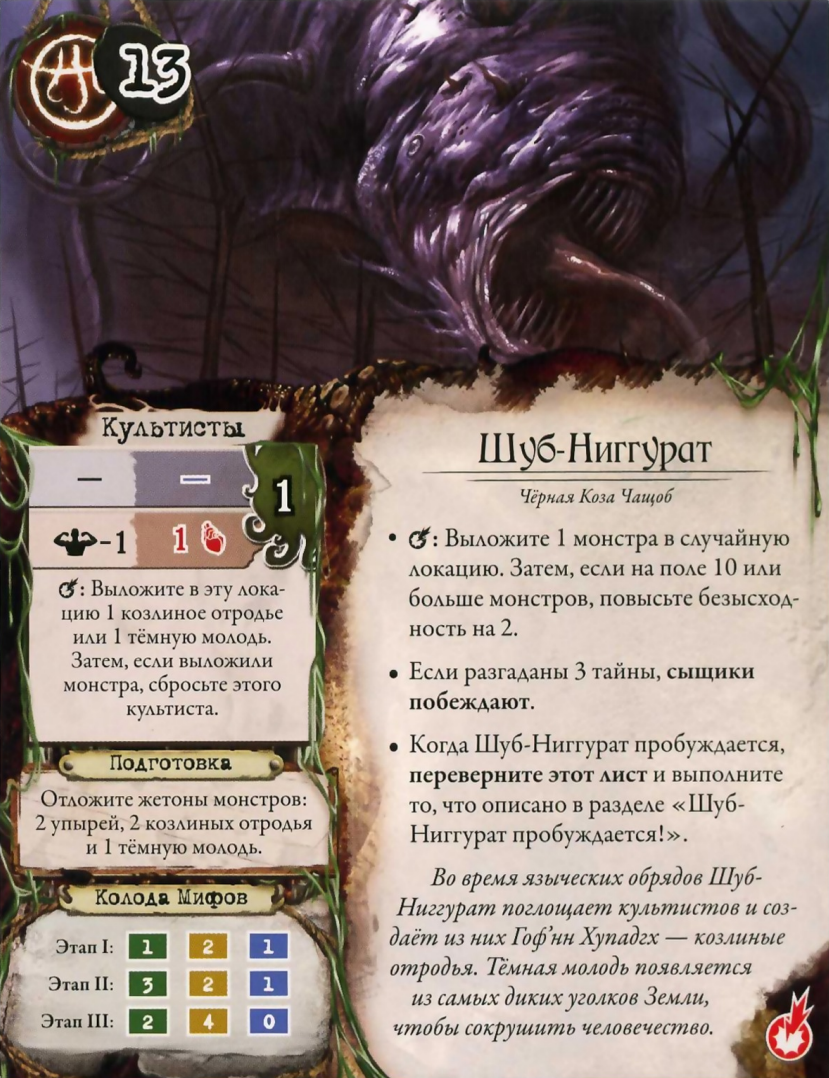 13
Культисты
— —
1
-1 1
: Выложите в эту лока-
цию 1 козлиное отродье
или 1 тёмную молодь.
Затем, если выложили
монстра, сбросьте этого
культиста.
Подготовка
Отложите жетоны монстров:
2 упырей, 2 козлиных отродья
и 1 тёмную молодь.
Колода Мифов
Этап I: 1 2 1
Этап II: 3 2 1
Этап III: 2 4 0
Шуб-Ниггурат
Чёрная Коза Чащоб
• : Выложите 1 монстра в случайную
локацию. Затем, если на поле 10 или
больше монстров, повысьте безысход-
ность на 2.
• Если разгаданы 3 тайны, сыщики
побеждают.
• Когда Шуб-Ниггурат пробуждается,
переверните этот лист и выполните
то, что описано в разделе «Шуб-
Ниггурат пробуждается!».
Во время языческих обрядов Шуб-
Ниггурат поглощает культистов и соз-
даёт из них Гоф'нн Хупадгх — козлиные
отродья. Тёмная молодь появляется
из самых диких уголков Земли,
чтобы сокрушить человечество.